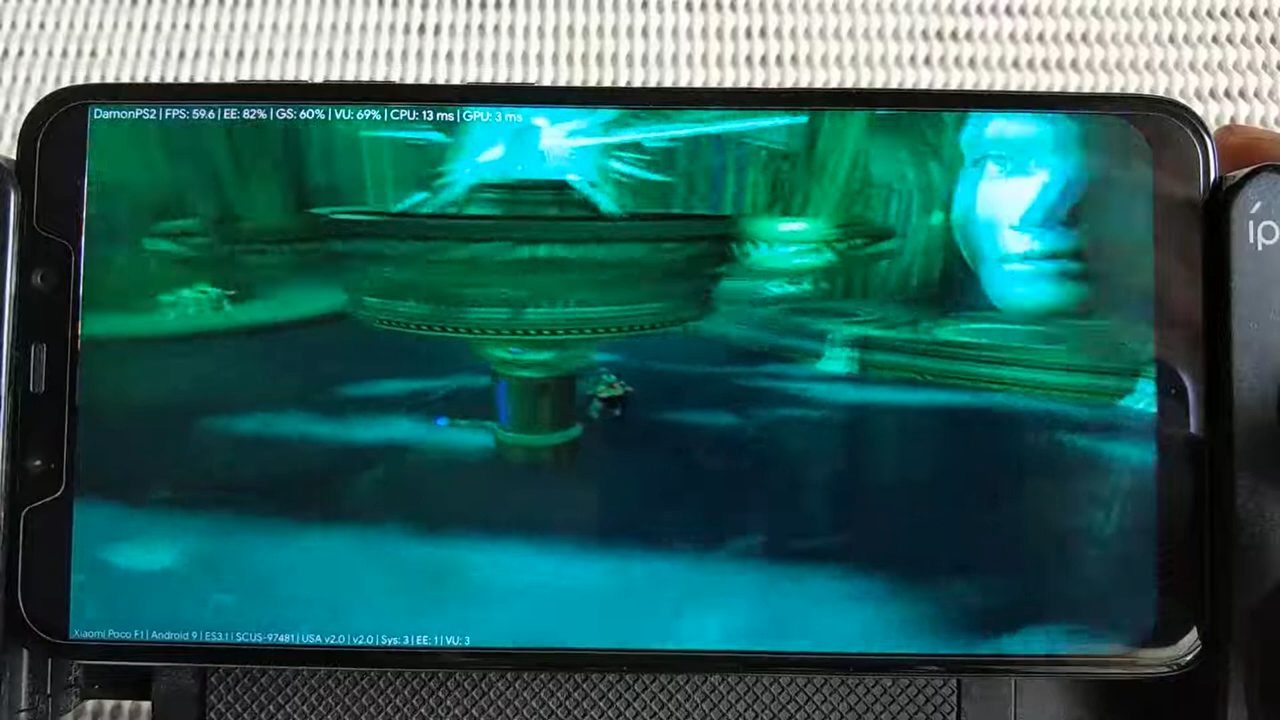 DamonPS2 | FPS: 59.6 | EE: 82% | GS: 60% | VU: 69% | CPU: 13 ms | GPU: 3 ms
íp
Xiaomi Poco F1 | Android 9 | ES3.1 | SCUS-97481 | USA v2.0 | v2.0 | Sys: 3 | EE: 1 | VU: 3